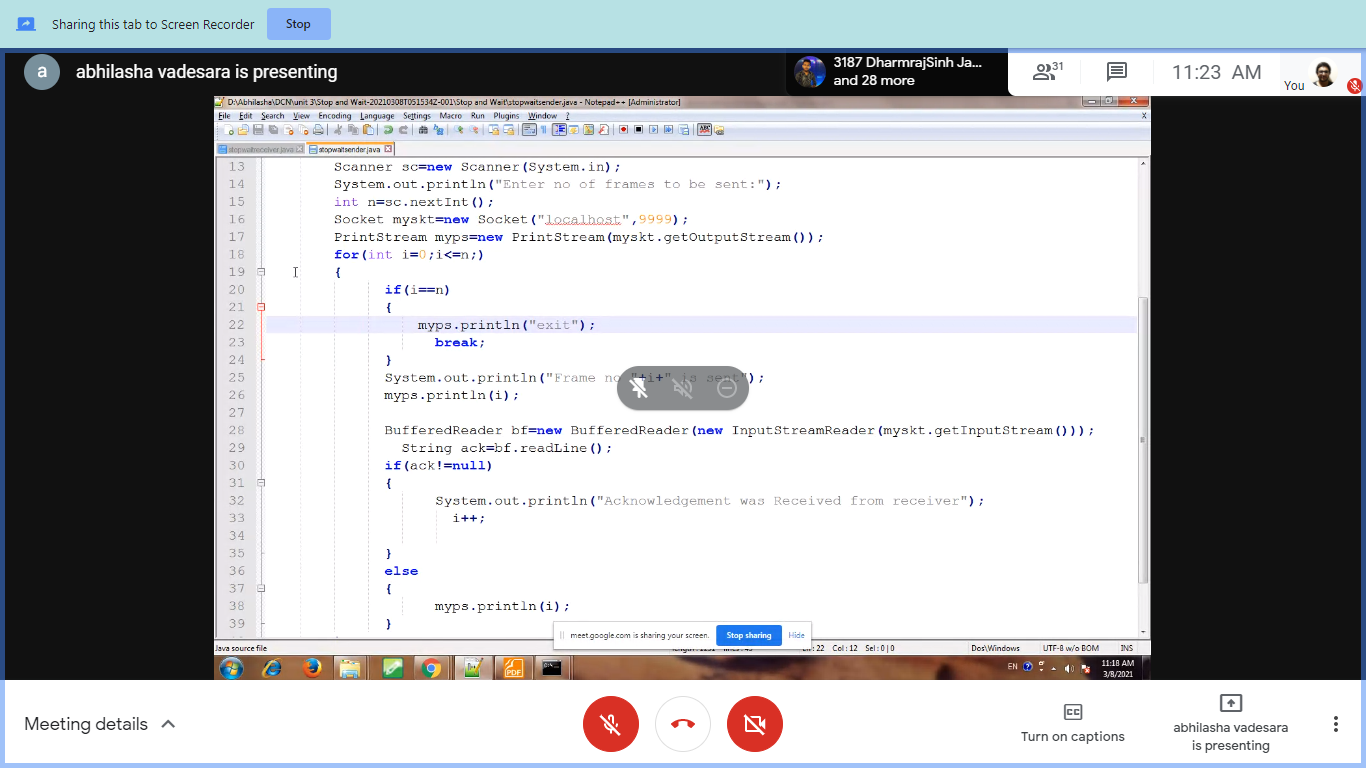 Sharing this tab to Screen Recorder Stop
a abhilasha vadesara is presenting
3187 DharmrajSinh Ja...
and 28 more
31
11:23 AM
You
D:\Abhilasha\DCN\unit 3\Stop and Wait-20210308T051534Z-001\Stop and Wait\stopwaitsender.java - Notepad++ [Administrator]
File Edit Search View Encoding Language Settings Macro Run Plugins Window ? X
stopwaitreceiver.java stopwaitsender.java
13 Scanner sc=new Scanner(System.in);
14 System.out.println("Enter no of frames to be sent:");
15 int n=sc.nextInt();
16 Socket myskt=new Socket("localhost",9999);
17 PrintStream myps=new PrintStream(myskt.getOutputStream());
18 for(int i=0;i<=n;)
19 {
20 if(i==n)
21 {
22 myps.println("exit");
23 break;
24 }
25 System.out.println("Frame no "+i+" is sent");
26 myps.println(i);
27
28 BufferedReader bf=new BufferedReader(new InputStreamReader(myskt.getInputStream()));
29 String ack=bf.readLine();
30 if(ack!=null)
31 {
32 System.out.println("Acknowledgement was Received from receiver");
33 i++;
34
35 }
36 else
37 {
38 myps.println(i);
39 }
meet.google.com is sharing your screen. Stop sharing Hide
Java source file : 22 Col : 12 Sel : 0 | 0 Dos\Windows UTF-8 w/o BOM INS
PDF
EN
11:18 AM
3/8/2021
Meeting details
CC
Turn on captions
abhilasha vadesara
is presenting